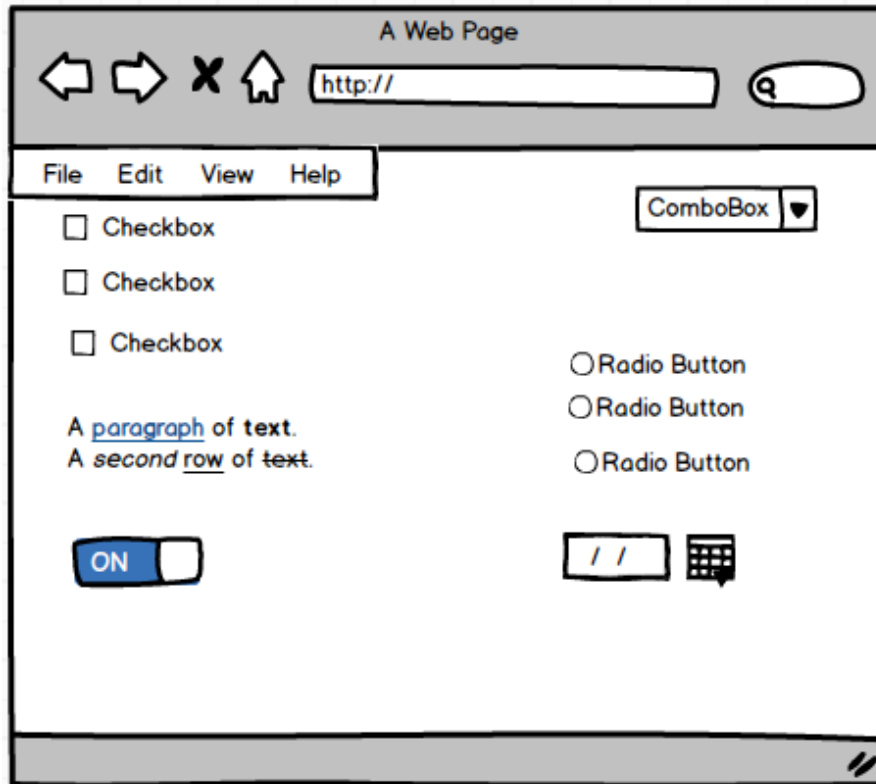 A Web Page
http://
File Edit View Help
ComboBox
Checkbox
Checkbox
Checkbox
Radio Button
Radio Button
Radio Button
A paragraph of text.
A second row of text.
ON
/ /